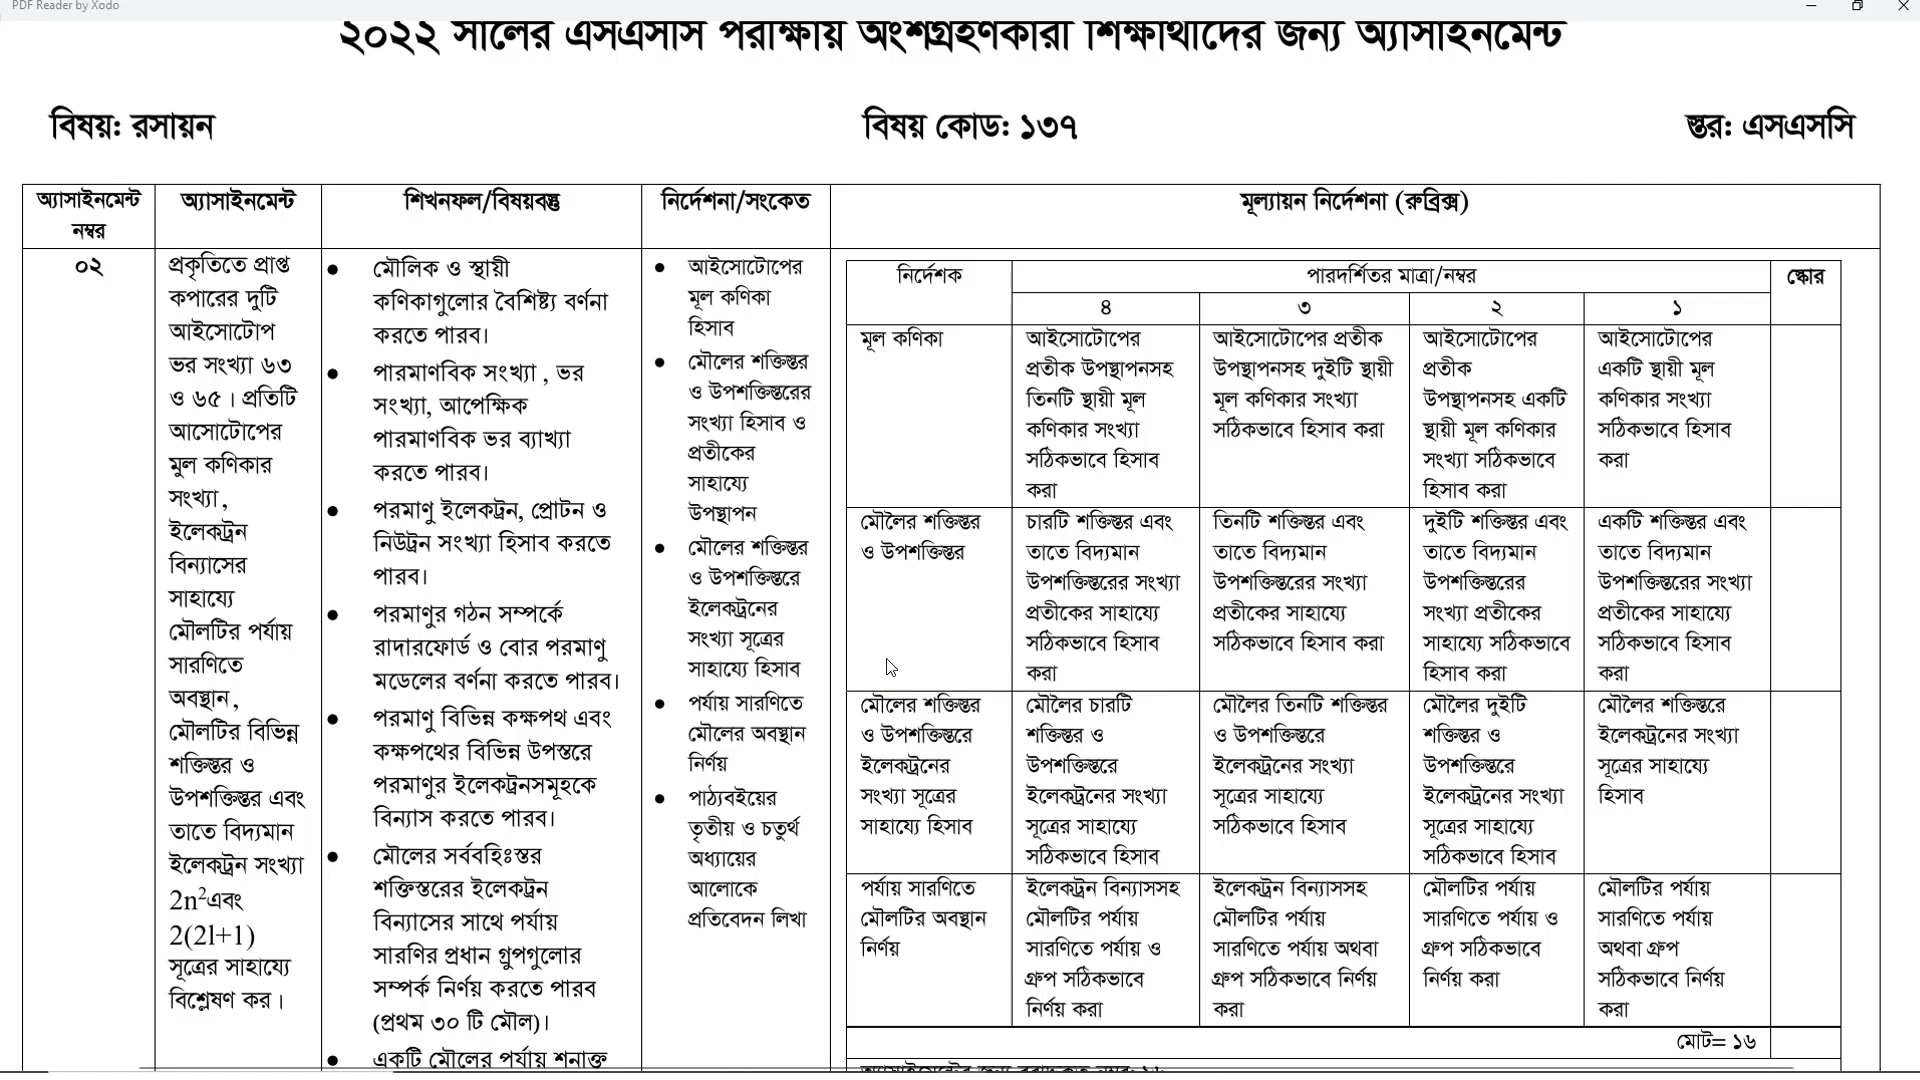 PDF Reader by Xodo
২০২২ সালের এসএসসি পরীক্ষায় অংশগ্রহণকারী শিক্ষার্থীদের জন্য অ্যাসাইনমেন্ট
বিষয়: রসায়ন
বিষয় কোড: ১৩৭
স্তর: এসএসসি
অ্যাসাইনমেন্ট
নম্বর
অ্যাসাইনমেন্ট
শিখনফল/বিষয়বস্তু
নির্দেশনা/সংকেত
মূল্যায়ন নির্দেশনা (রুব্রিক্স)
০২
প্রকৃতিতে প্রাপ্ত
কপারের দুটি
আইসোটোপ
ভর সংখ্যা ৬৩
ও ৬৫। প্রতিটি
আসোটোপের
মুল কণিকার
সংখ্যা,
ইলেকট্রন
বিন্যাসের
সাহায্যে
মৌলটির পর্যায়
সারণিতে
অবস্থান,
মৌলটির বিভিন্ন
শক্তিস্তর ও
উপশক্তিস্তর এবং
তাতে বিদ্যমান
ইলেকট্রন সংখ্যা
2n²এবং
2(2l+1)
সূত্রের সাহায্যে
বিশ্লেষণ কর।
● মৌলিক ও স্থায়ী
কণিকাগুলোর বৈশিষ্ট্য বর্ণনা
করতে পারব।
● পারমাণবিক সংখ্যা , ভর
সংখ্যা, আপেক্ষিক
পারমাণবিক ভর ব্যাখ্যা
করতে পারব।
● পরমাণু ইলেকট্রন, প্রোটন ও
নিউট্রন সংখ্যা হিসাব করতে
পারব।
● পরমাণুর গঠন সম্পর্কে
রাদারফোর্ড ও বোর পরমাণু
মডেলের বর্ণনা করতে পারব।
● পরমাণু বিভিন্ন কক্ষপথ এবং
কক্ষপথের বিভিন্ন উপস্তরে
পরমাণুর ইলেকট্রনসমূহকে
বিন্যাস করতে পারব।
● মৌলের সর্ববহিঃস্তর
শক্তিস্তরের ইলেকট্রন
বিন্যাসের সাথে পর্যায়
সারণির প্রধান গ্রুপগুলোর
সম্পর্ক নির্ণয় করতে পারব
(প্রথম ৩০ টি মৌল)।
● একটি মৌলের পর্যায় শনাক্ত
● আইসোটোপের
মূল কণিকা
হিসাব
● মৌলের শক্তিস্তর
ও উপশক্তিস্তরের
সংখ্যা হিসাব ও
প্রতীকের
সাহায্যে
উপস্থাপন
● মৌলের শক্তিস্তর
ও উপশক্তিস্তরে
ইলেকট্রনের
সংখ্যা সূত্রের
সাহায্যে হিসাব
● পর্যায় সারণিতে
মৌলের অবস্থান
নির্ণয়
● পাঠ্যবইয়ের
তৃতীয় ও চতুর্থ
অধ্যায়ের
আলোকে
প্রতিবেদন লিখা
নির্দেশক
পারদর্শিতর মাত্রা/নম্বর
স্কোর
৪
৩
২
১
মূল কণিকা
আইসোটোপের
প্রতীক উপস্থাপনসহ
তিনটি স্থায়ী মূল
কণিকার সংখ্যা
সঠিকভাবে হিসাব
করা
আইসোটোপের প্রতীক
উপস্থাপনসহ দুইটি স্থায়ী
মূল কণিকার সংখ্যা
সঠিকভাবে হিসাব করা
আইসোটোপের
প্রতীক
উপস্থাপনসহ একটি
স্থায়ী মূল কণিকার
সংখ্যা সঠিকভাবে
হিসাব করা
আইসোটোপের
একটি স্থায়ী মূল
কণিকার সংখ্যা
সঠিকভাবে হিসাব
করা
মৌলৈর শক্তিস্তর
ও উপশক্তিস্তর
চারটি শক্তিস্তর এবং
তাতে বিদ্যমান
উপশক্তিস্তরের সংখ্যা
প্রতীকের সাহায্যে
সঠিকভাবে হিসাব
করা
তিনটি শক্তিস্তর এবং
তাতে বিদ্যমান
উপশক্তিস্তরের সংখ্যা
প্রতীকের সাহায্যে
সঠিকভাবে হিসাব করা
দুইটি শক্তিস্তর এবং
তাতে বিদ্যমান
উপশক্তিস্তরের
সংখ্যা প্রতীকের
সাহায্যে সঠিকভাবে
হিসাব করা
একটি শক্তিস্তর এবং
তাতে বিদ্যমান
উপশক্তিস্তরের সংখ্যা
প্রতীকের সাহায্যে
সঠিকভাবে হিসাব
করা
মৌলের শক্তিস্তর
ও উপশক্তিস্তরে
ইলেকট্রনের
সংখ্যা সূত্রের
সাহায্যে হিসাব
মৌলৈর চারটি
শক্তিস্তর ও
উপশক্তিস্তরে
ইলেকট্রনের সংখ্যা
সূত্রের সাহায্যে
সঠিকভাবে হিসাব
মৌলৈর তিনটি শক্তিস্তর
ও উপশক্তিস্তরে
ইলেকট্রনের সংখ্যা
সূত্রের সাহায্যে
সঠিকভাবে হিসাব
মৌলৈর দুইটি
শক্তিস্তর ও
উপশক্তিস্তরে
ইলেকট্রনের সংখ্যা
সূত্রের সাহায্যে
সঠিকভাবে হিসাব
মৌলৈর শক্তিস্তরে
ইলেকট্রনের সংখ্যা
সূত্রের সাহায্যে
হিসাব
পর্যায় সারণিতে
মৌলটির অবস্থান
নির্ণয়
ইলেকট্রন বিন্যাসসহ
মৌলটির পর্যায়
সারণিতে পর্যায় ও
গ্রুপ সঠিকভাবে
নির্ণয় করা
ইলেকট্রন বিন্যাসসহ
মৌলটির পর্যায়
সারণিতে পর্যায় অথবা
গ্রুপ সঠিকভাবে নির্ণয়
করা
মৌলটির পর্যায়
সারণিতে পর্যায় ও
গ্রুপ সঠিকভাবে
নির্ণয় করা
মৌলটির পর্যায়
সারণিতে পর্যায়
অথবা গ্রুপ
সঠিকভাবে নির্ণয়
করা
মোট= ১৬